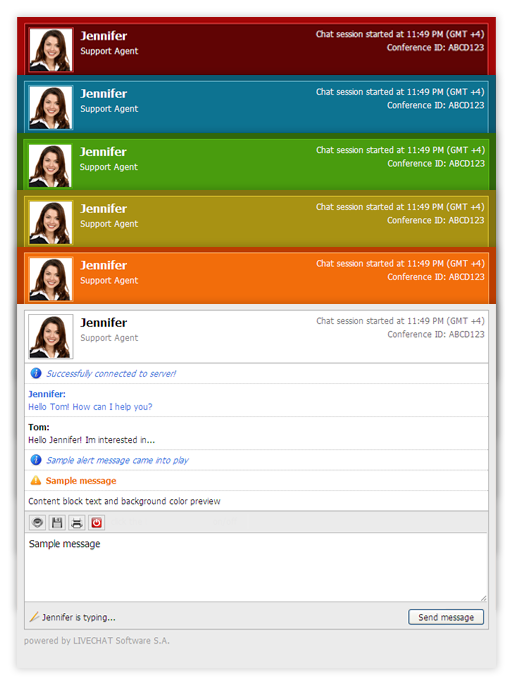 Jennifer
Chat session started at 11:49 PM (GMT +4)
Support Agent
Conference ID: ABCD123
Jennifer
Chat session started at 11:49 PM (GMT +4)
Support Agent
Conference ID: ABCD123
Jennifer
Chat session started at 11:49 PM (GMT +4)
Support Agent
Conference ID: ABCD123
Jennifer
Chat session started at 11:49 PM (GMT +4)
Support Agent
Conference ID: ABCD123
Jennifer
Chat session started at 11:49 PM (GMT +4)
Support Agent
Conference ID: ABCD123
Jennifer
Chat session started at 11:49 PM (GMT +4)
Support Agent
Conference ID: ABCD123
Successfully connected to server!
Jennifer:
Hello Tom! How can I help you?
Tom:
Hello Jennifer! Im interested in...
Sample alert message came into play
Sample message
Content block text and background color preview
Sample message
Jennifer is typing...
Send message
powered by LIVECHAT Software S.A.